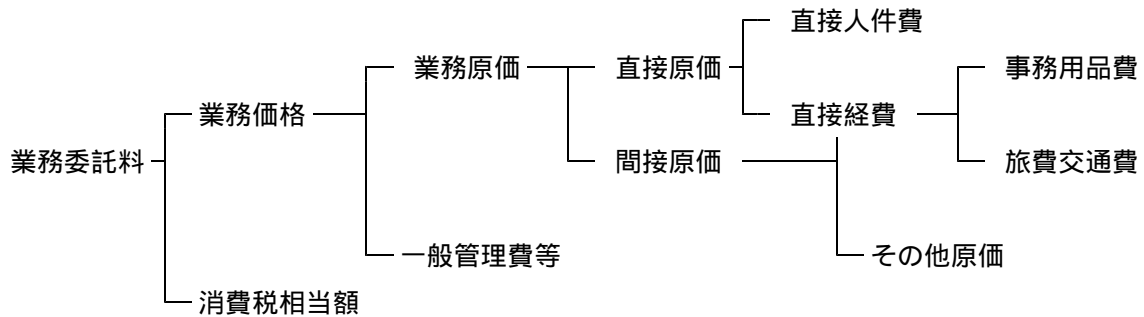 直接人件費
業務原価
直接原価
事務用品費
業務価格
直接経費
業務委託料
間接原価
旅費交通費
一般管理費等
その他原価
消費税相当額